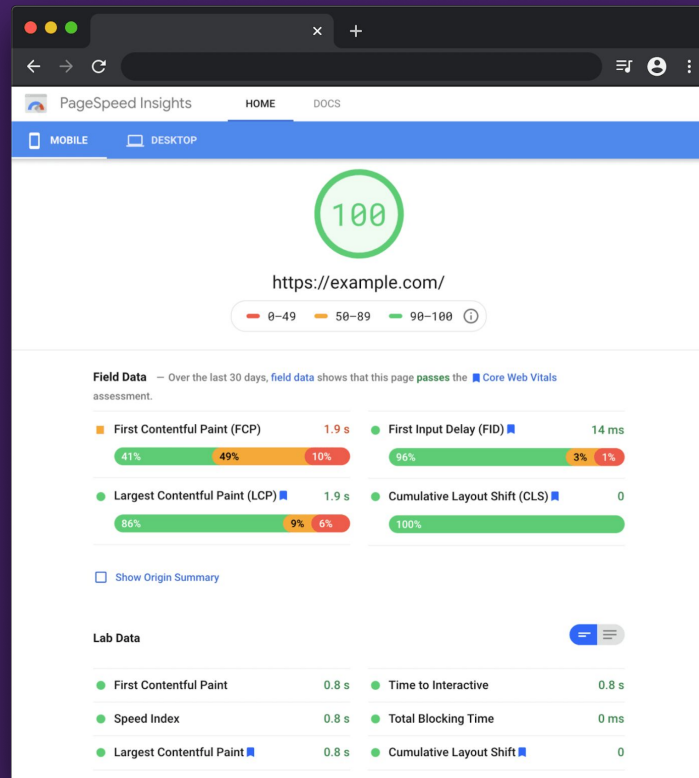 PageSpeed Insights HOME DOCS
MOBILE DESKTOP
100
https://example.com/
0–49 50–89 90–100
Field Data — Over the last 30 days, field data shows that this page passes the Core Web Vitals
assessment.
First Contentful Paint (FCP) 1.9 s
41% 49% 10%
First Input Delay (FID) 14 ms
96% 3% 1%
Largest Contentful Paint (LCP) 1.9 s
86% 9% 6%
Cumulative Layout Shift (CLS) 0
100%
Show Origin Summary
Lab Data
First Contentful Paint 0.8 s
Time to Interactive 0.8 s
Speed Index 0.8 s
Total Blocking Time 0 ms
Largest Contentful Paint 0.8 s
Cumulative Layout Shift 0